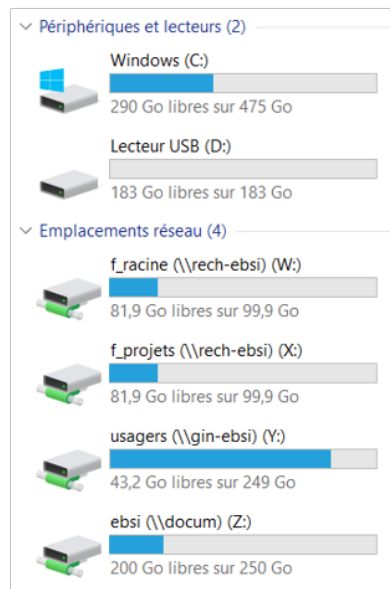 Périphériques et lecteurs (2)
Windows (C:)
290 Go libres sur 475 Go
Lecteur USB (D:)
183 Go libres sur 183 Go
Emplacements réseau (4)
f_racine (\\rech-ebsi) (W:)
81,9 Go libres sur 99,9 Go
f_projets (\\rech-ebsi) (X:)
81,9 Go libres sur 99,9 Go
usagers (\\gin-ebsi) (Y:)
43,2 Go libres sur 249 Go
ebsi (\\docum) (Z:)
200 Go libres sur 250 Go